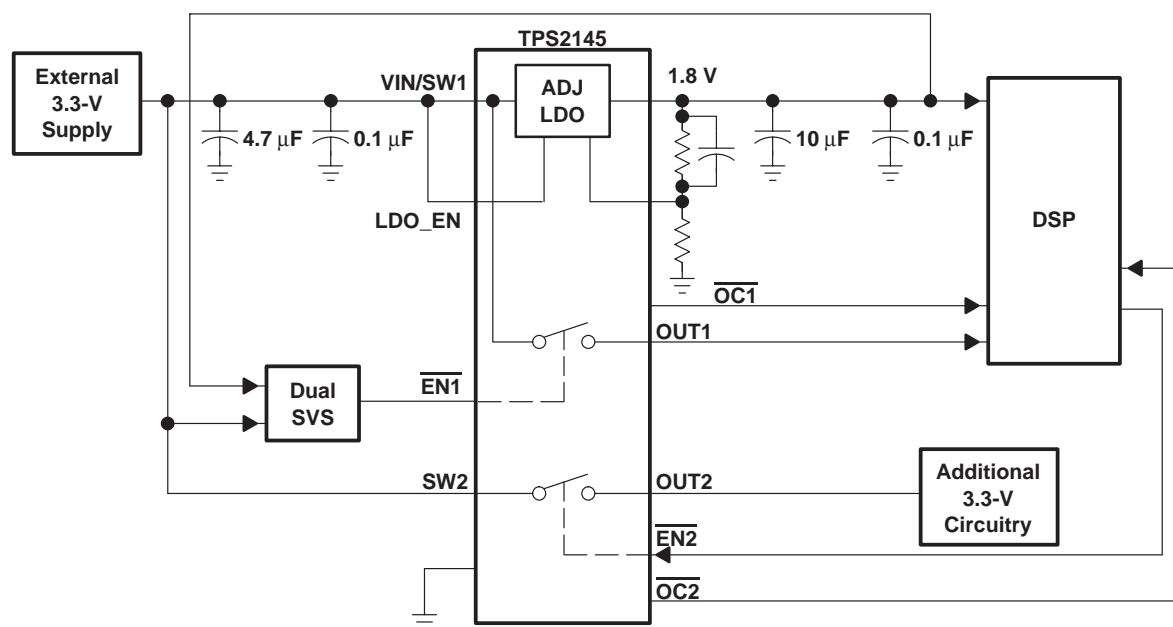 TPS2145
External
3.3-V
Supply
VIN/SW1
ADJ
LDO
1.8 V
4.7 μF
0.1 μF
10 μF
0.1 μF
LDO_EN
DSP
OC1
OUT1
Dual
SVS
EN1
SW2
OUT2
Additional
3.3-V
Circuitry
EN2
OC2